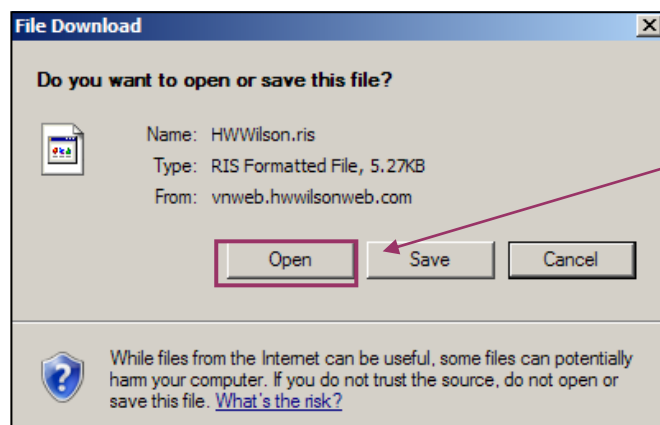 File Download
Do you want to open or save this file?
Name: HWWilson.ris
Type: RIS Formatted File, 5.27KB
From: vnweb.hwwilsonweb.com
Open Save Cancel
While files from the Internet can be useful, some files can potentially
harm your computer. If you do not trust the source, do not open or
save this file. What's the risk?